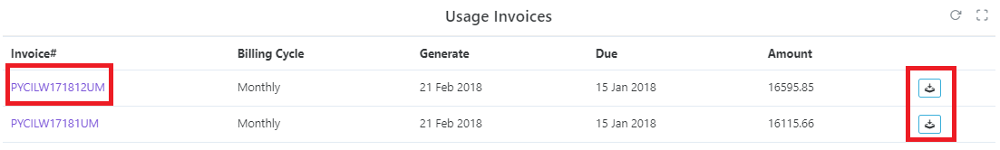 Usage Invoices
Invoice# Billing Cycle Generate Due Amount
PYCILW171812UM Monthly 21 Feb 2018 15 Jan 2018 16595.85
PYCILW17181UM Monthly 21 Feb 2018 15 Jan 2018 16115.66